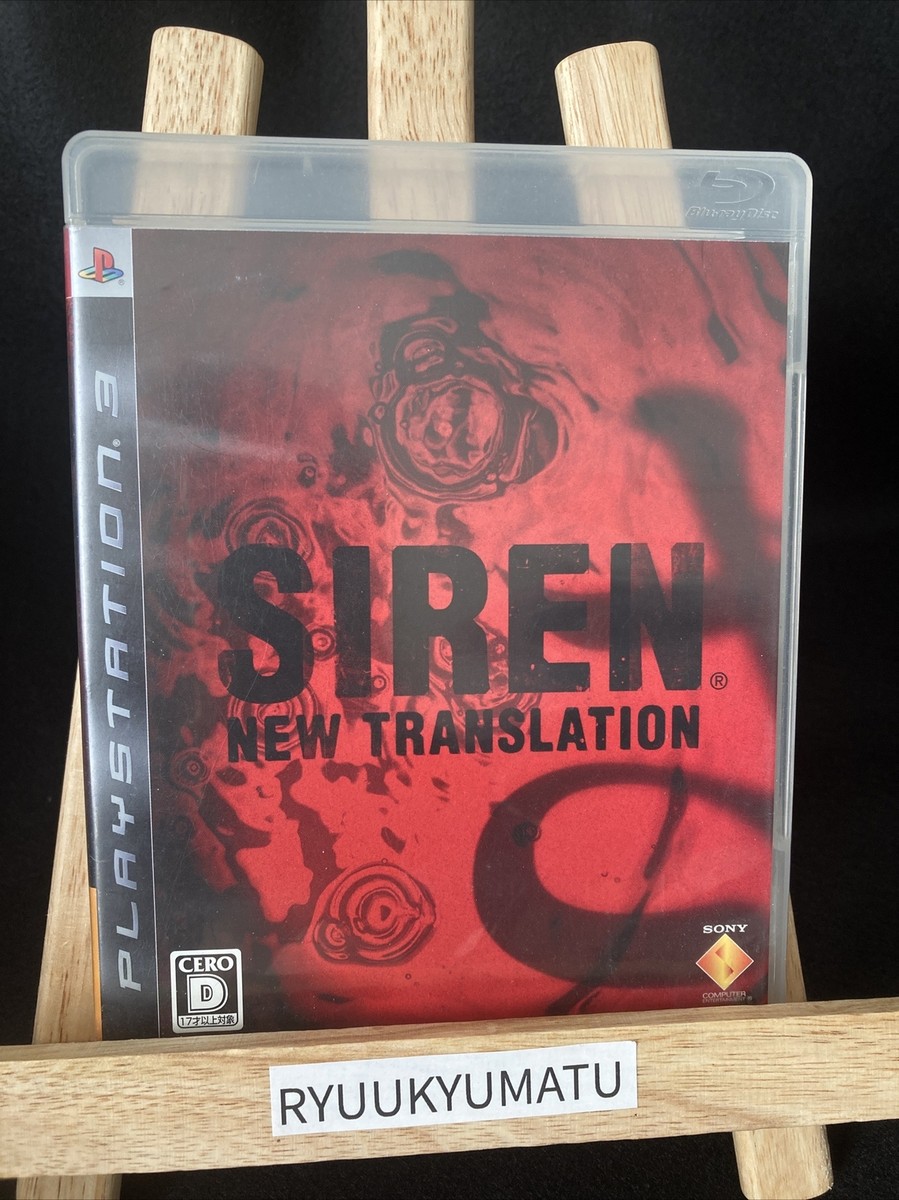 Blu-ray Disc
PLAYSTATION®3
SIREN®
NEW TRANSLATION
SONY
COMPUTER
ENTERTAINMENT®
CERO
D
17才以上対象
RYUUKYUMATU